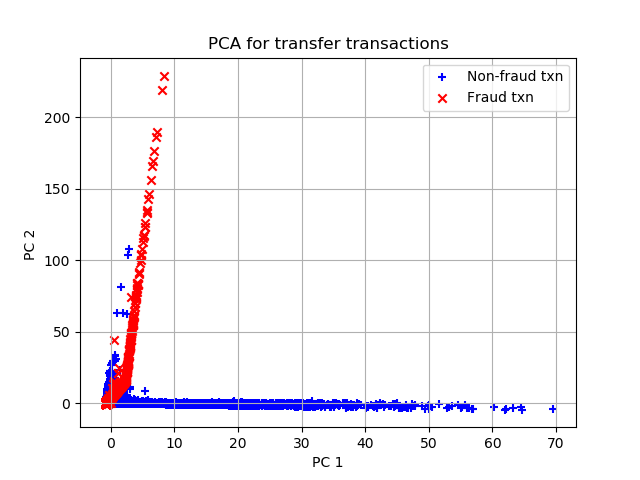 PCA for transfer transactions
Non-fraud txn
Fraud txn
200
150
100
50
0
PC 2
0 10 20 30 40 50 60 70
PC 1